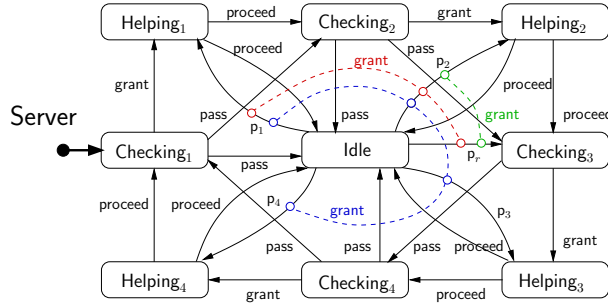 Helping1 proceed Checking2 grant Helping2
proceed pass grant p2
grant pass pass proceed proceed
p1 grant
Server
Checking1 pass Idle pr Checking3
proceed proceed p4 grant p3
pass pass pass proceed grant
Helping4 grant Checking4 proceed Helping3